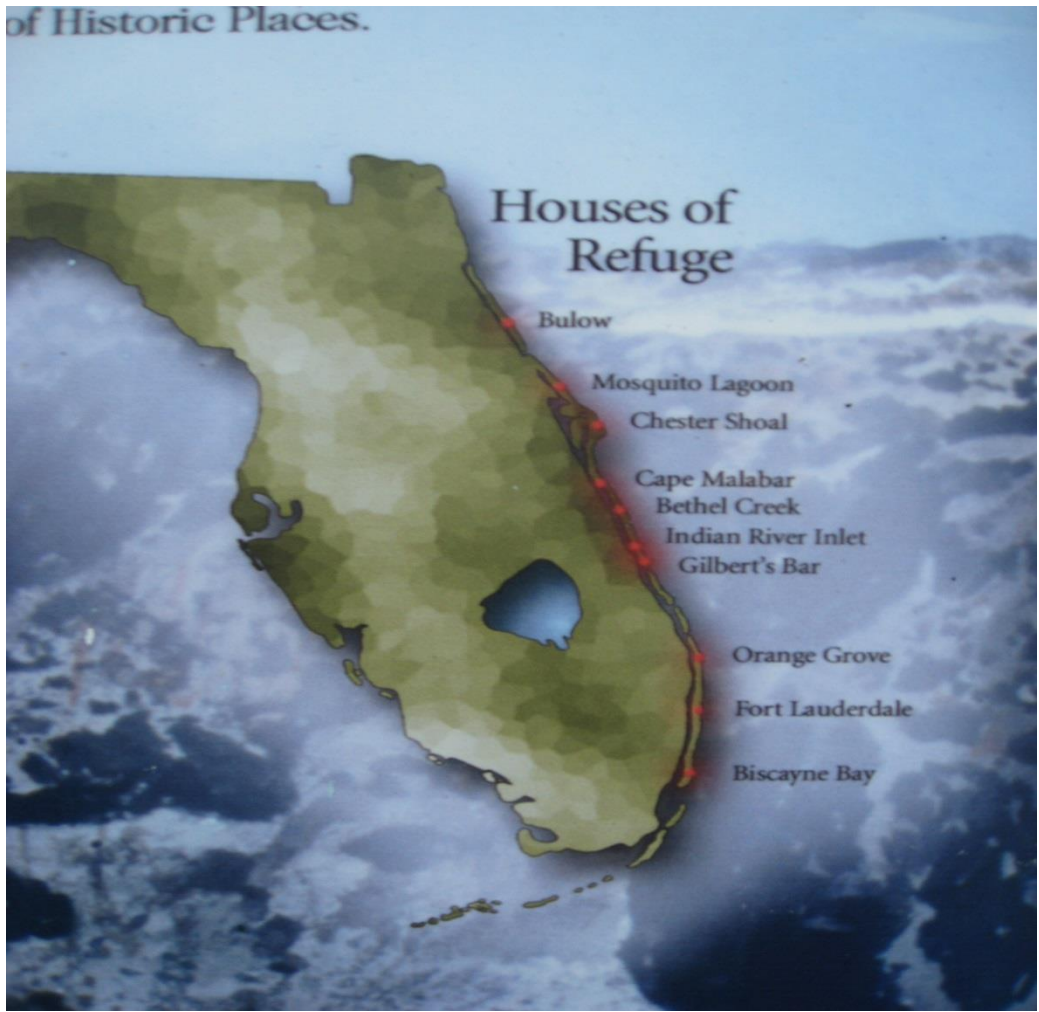 of Historic Places.
Houses of
Refuge
Bulow
Mosquito Lagoon
Chester Shoal
Cape Malabar
Bethel Creek
Indian River Inlet
Gilbert's Bar
Orange Grove
Fort Lauderdale
Biscayne Bay